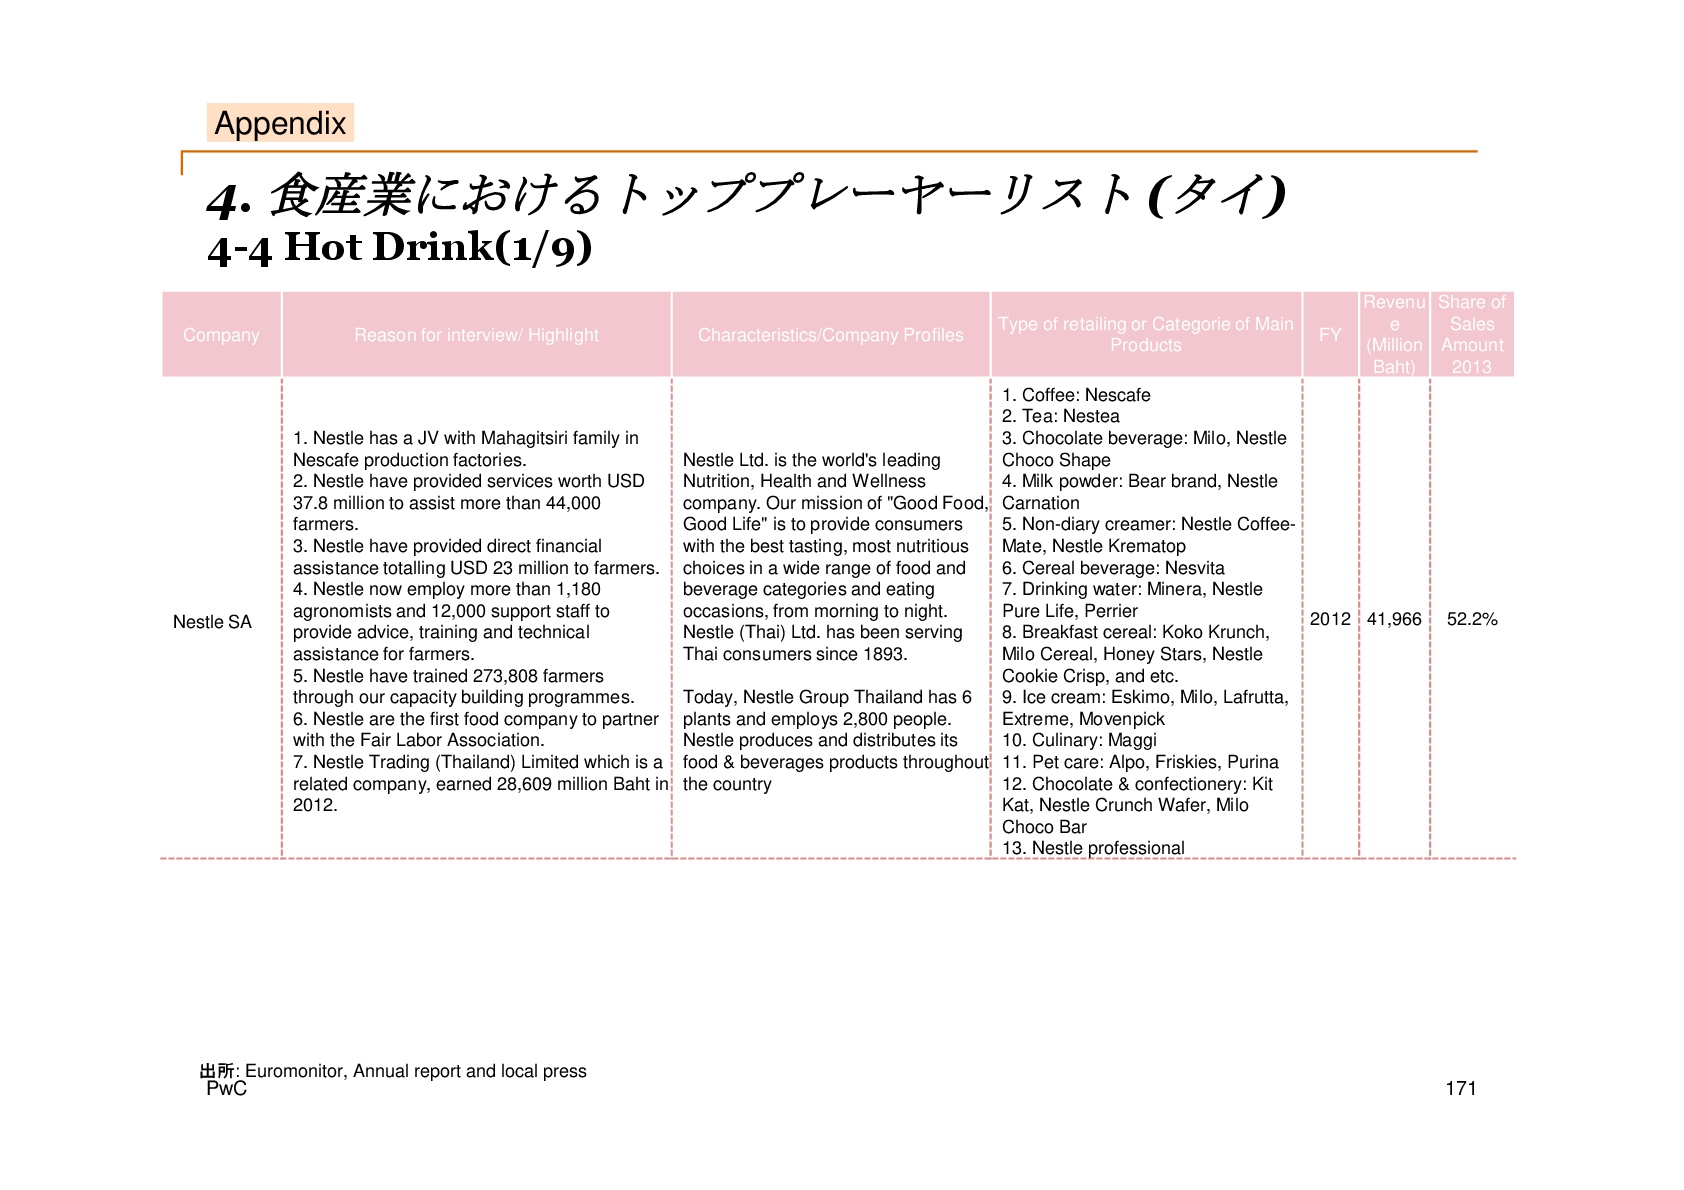 Appendix
4. 食産業におけるトッププレーヤーリスト(タイ)
4-4 Hot Drink(1/9)
Company
Reason for interview/ Highlight
Characteristics/Company Profiles
Type of retailing or Categorie of Main
Products
FY
Revenu
e
(Million
Baht)
Share of
Sales
Amount
2013
Nestle SA
1. Nestle has a JV with Mahagitsiri family in
Nescafe production factories.
2. Nestle have provided services worth USD
37.8 million to assist more than 44,000
farmers.
3. Nestle have provided direct financial
assistance totalling USD 23 million to farmers.
4. Nestle now employ more than 1,180
agronomists and 12,000 support staff to
provide advice, training and technical
assistance for farmers.
5. Nestle have trained 273,808 farmers
through our capacity building programmes.
6. Nestle are the first food company to partner
with the Fair Labor Association.
7. Nestle Trading (Thailand) Limited which is a
related company, earned 28,609 million Baht in
2012.
Nestle Ltd. is the world's leading
Nutrition, Health and Wellness
company. Our mission of "Good Food,
Good Life" is to provide consumers
with the best tasting, most nutritious
choices in a wide range of food and
beverage categories and eating
occasions, from morning to night.
Nestle (Thai) Ltd. has been serving
Thai consumers since 1893.
Today, Nestle Group Thailand has 6
plants and employs 2,800 people.
Nestle produces and distributes its
food & beverages products throughout
the country
1. Coffee: Nescafe
2. Tea: Nestea
3. Chocolate beverage: Milo, Nestle
Choco Shape
4. Milk powder: Bear brand, Nestle
Carnation
5. Non-diary creamer: Nestle Coffee-
Mate, Nestle Krematop
6. Cereal beverage: Nesvita
7. Drinking water: Minera, Nestle
Pure Life, Perrier
8. Breakfast cereal: Koko Krunch,
Milo Cereal, Honey Stars, Nestle
Cookie Crisp, and etc.
9. Ice cream: Eskimo, Milo, Lafrutta,
Extreme, Movenpick
10. Culinary: Maggi
11. Pet care: Alpo, Friskies, Purina
12. Chocolate & confectionery: Kit
Kat, Nestle Crunch Wafer, Milo
Choco Bar
13. Nestle professional
2012
41,966
52.2%
出所: Euromonitor, Annual report and local press
PwC
171